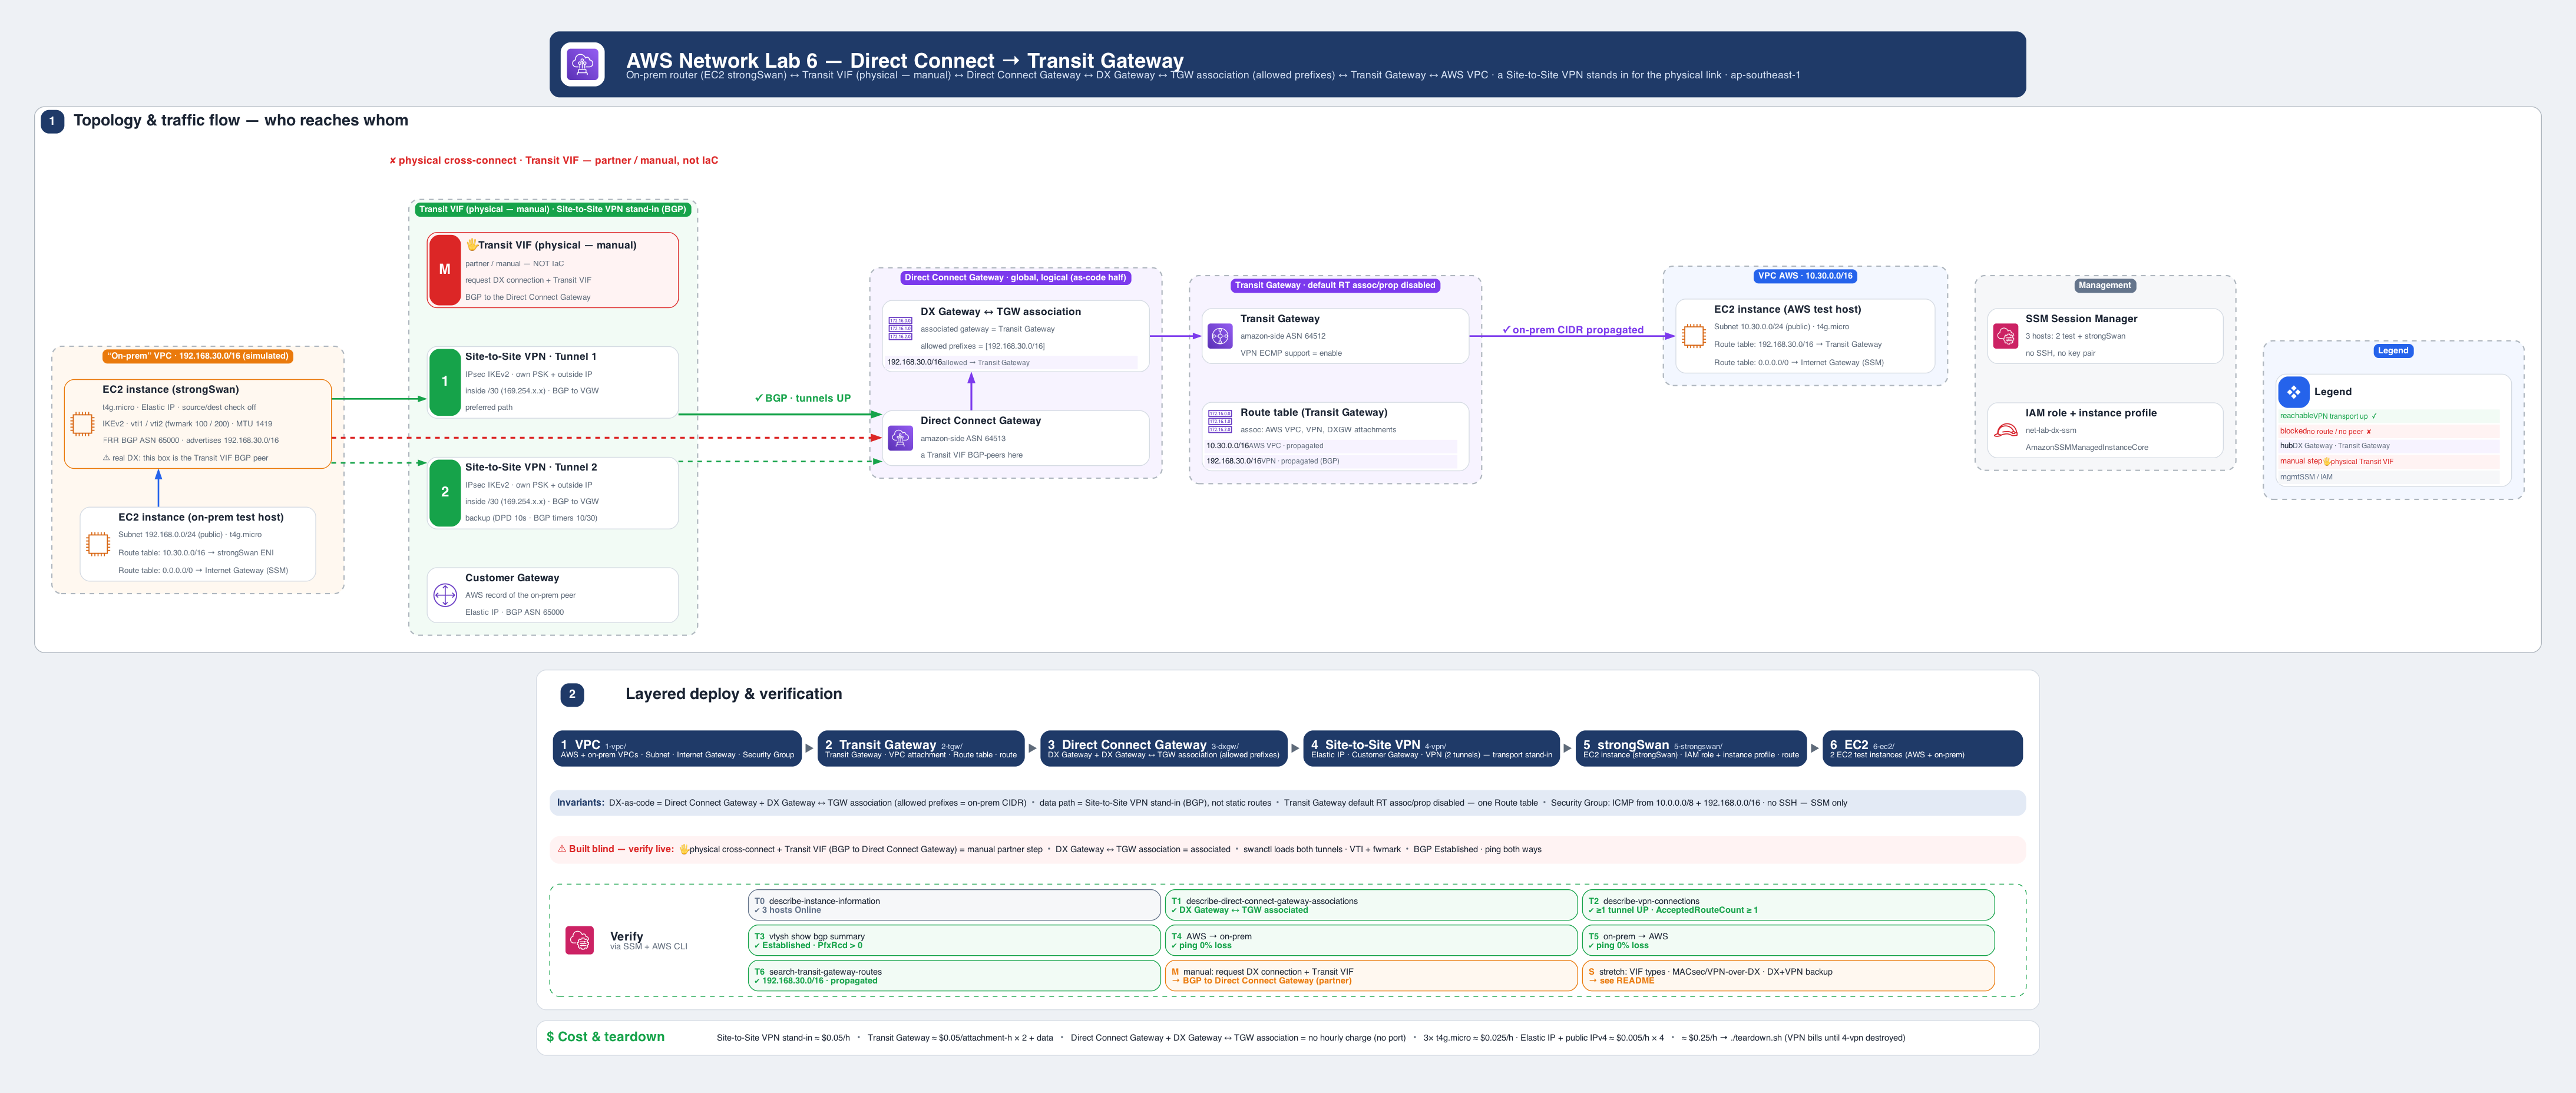 AWS Network Lab 6 — Direct Connect → Transit Gateway
On-prem router (EC2 strongSwan) ↔ Transit VIF (physical — manual) ↔ Direct Connect Gateway ↔ DX Gateway ↔ TGW association (allowed prefixes) ↔ Transit Gateway ↔ AWS VPC · a Site-to-Site VPN stands in for the physical link · ap-southeast-1
1 Topology & traffic flow — who reaches whom
✘ physical cross-connect · Transit VIF — partner / manual, not IaC
"On-prem" VPC · 192.168.30.0/16 (simulated)
EC2 instance (strongSwan)
t4g.micro · Elastic IP · source/dest check off
IKEv2 · vti1 / vti2 (fwmark 100 / 200) · MTU 1419
FRR BGP ASN 65000 · advertises 192.168.30.0/16
⚠ real DX: this box is the Transit VIF BGP peer
EC2 instance (on-prem test host)
Subnet 192.168.0.0/24 (public) · t4g.micro
Route table: 10.30.0.0/16 → strongSwan ENI
Route table: 0.0.0.0/0 → Internet Gateway (SSM)
Transit VIF (physical — manual) · Site-to-Site VPN stand-in (BGP)
M
🖐Transit VIF (physical — manual)
partner / manual — NOT IaC
request DX connection + Transit VIF
BGP to the Direct Connect Gateway
1
Site-to-Site VPN · Tunnel 1
IPsec IKEv2 · own PSK + outside IP
inside /30 (169.254.x.x) · BGP to VGW
preferred path
2
Site-to-Site VPN · Tunnel 2
IPsec IKEv2 · own PSK + outside IP
inside /30 (169.254.x.x) · BGP to VGW
backup (DPD 10s · BGP timers 10/30)
Customer Gateway
AWS record of the on-prem peer
Elastic IP · BGP ASN 65000
✓ BGP · tunnels UP
Direct Connect Gateway · global, logical (as-code half)
172.16.0.0
172.16.1.0
172.16.2.0
DX Gateway ↔ TGW association
associated gateway = Transit Gateway
allowed prefixes = [192.168.30.0/16]
192.168.30.0/16allowed → Transit Gateway
Direct Connect Gateway
amazon-side ASN 64513
a Transit VIF BGP-peers here
Transit Gateway · default RT assoc/prop disabled
Transit Gateway
amazon-side ASN 64512
VPN ECMP support = enable
172.16.0.0
172.16.1.0
172.16.2.0
Route table (Transit Gateway)
assoc: AWS VPC, VPN, DXGW attachments
10.30.0.0/16AWS VPC · propagated
192.168.30.0/16VPN · propagated (BGP)
✓ on-prem CIDR propagated
VPC AWS · 10.30.0.0/16
EC2 instance (AWS test host)
Subnet 10.30.0.0/24 (public) · t4g.micro
Route table: 192.168.30.0/16 → Transit Gateway
Route table: 0.0.0.0/0 → Internet Gateway (SSM)
Management
SSM Session Manager
3 hosts: 2 test + strongSwan
no SSH, no key pair
IAM role + instance profile
net-lab-dx-ssm
AmazonSSMManagedInstanceCore
Legend
Legend
reachableVPN transport up ✓
blockedno route / no peer ✘
hubDX Gateway · Transit Gateway
manual step🖐physical Transit VIF
mgmtSSM / IAM
2 Layered deploy & verification
1 VPC 1-vpc/
AWS + on-prem VPCs · Subnet · Internet Gateway · Security Group
2 Transit Gateway 2-tgw/
Transit Gateway · VPC attachment · Route table · route
3 Direct Connect Gateway 3-dxgw/
DX Gateway + DX Gateway ↔ TGW association (allowed prefixes)
4 Site-to-Site VPN 4-vpn/
Elastic IP · Customer Gateway · VPN (2 tunnels) — transport stand-in
5 strongSwan 5-strongswan/
EC2 instance (strongSwan) · IAM role + instance profile · route
6 EC2 6-ec2/
2 EC2 test instances (AWS + on-prem)
Invariants: DX-as-code = Direct Connect Gateway + DX Gateway ↔ TGW association (allowed prefixes = on-prem CIDR) • data path = Site-to-Site VPN stand-in (BGP), not static routes • Transit Gateway default RT assoc/prop disabled — one Route table • Security Group: ICMP from 10.0.0.0/8 + 192.168.0.0/16 · no SSH — SSM only
⚠ Built blind — verify live: 🖐physical cross-connect + Transit VIF (BGP to Direct Connect Gateway) = manual partner step • DX Gateway ↔ TGW association = associated • swanctl loads both tunnels · VTI + fwmark • BGP Established · ping both ways
Verify
via SSM + AWS CLI
T0 describe-instance-information
✓ 3 hosts Online
T1 describe-direct-connect-gateway-associations
✓ DX Gateway ↔ TGW associated
T2 describe-vpn-connections
✓ ≥1 tunnel UP · AcceptedRouteCount ≥ 1
T3 vtysh show bgp summary
✓ Established · PfxRcd > 0
T4 AWS → on-prem
✓ ping 0% loss
T5 on-prem → AWS
✓ ping 0% loss
T6 search-transit-gateway-routes
✓ 192.168.30.0/16 · propagated
M manual: request DX connection + Transit VIF
→ BGP to Direct Connect Gateway (partner)
S stretch: VIF types · MACsec/VPN-over-DX · DX+VPN backup
→ see README
$ Cost & teardown
Site-to-Site VPN stand-in ≈ $0.05/h • Transit Gateway ≈ $0.05/attachment-h × 2 + data • Direct Connect Gateway + DX Gateway ↔ TGW association = no hourly charge (no port) • 3× t4g.micro ≈ $0.025/h · Elastic IP + public IPv4 ≈ $0.005/h × 4 • ≈ $0.25/h → ./teardown.sh (VPN bills until 4-vpn destroyed)